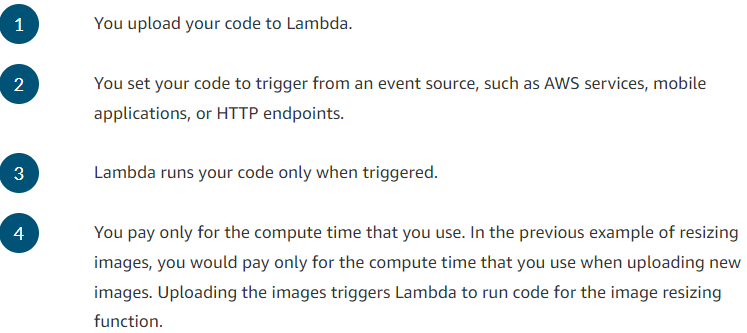 1 You upload your code to Lambda.
2 You set your code to trigger from an event source, such as AWS services, mobile
applications, or HTTP endpoints.
3 Lambda runs your code only when triggered.
4 You pay only for the compute time that you use. In the previous example of resizing
images, you would pay only for the compute time that you use when uploading new
images. Uploading the images triggers Lambda to run code for the image resizing
function.